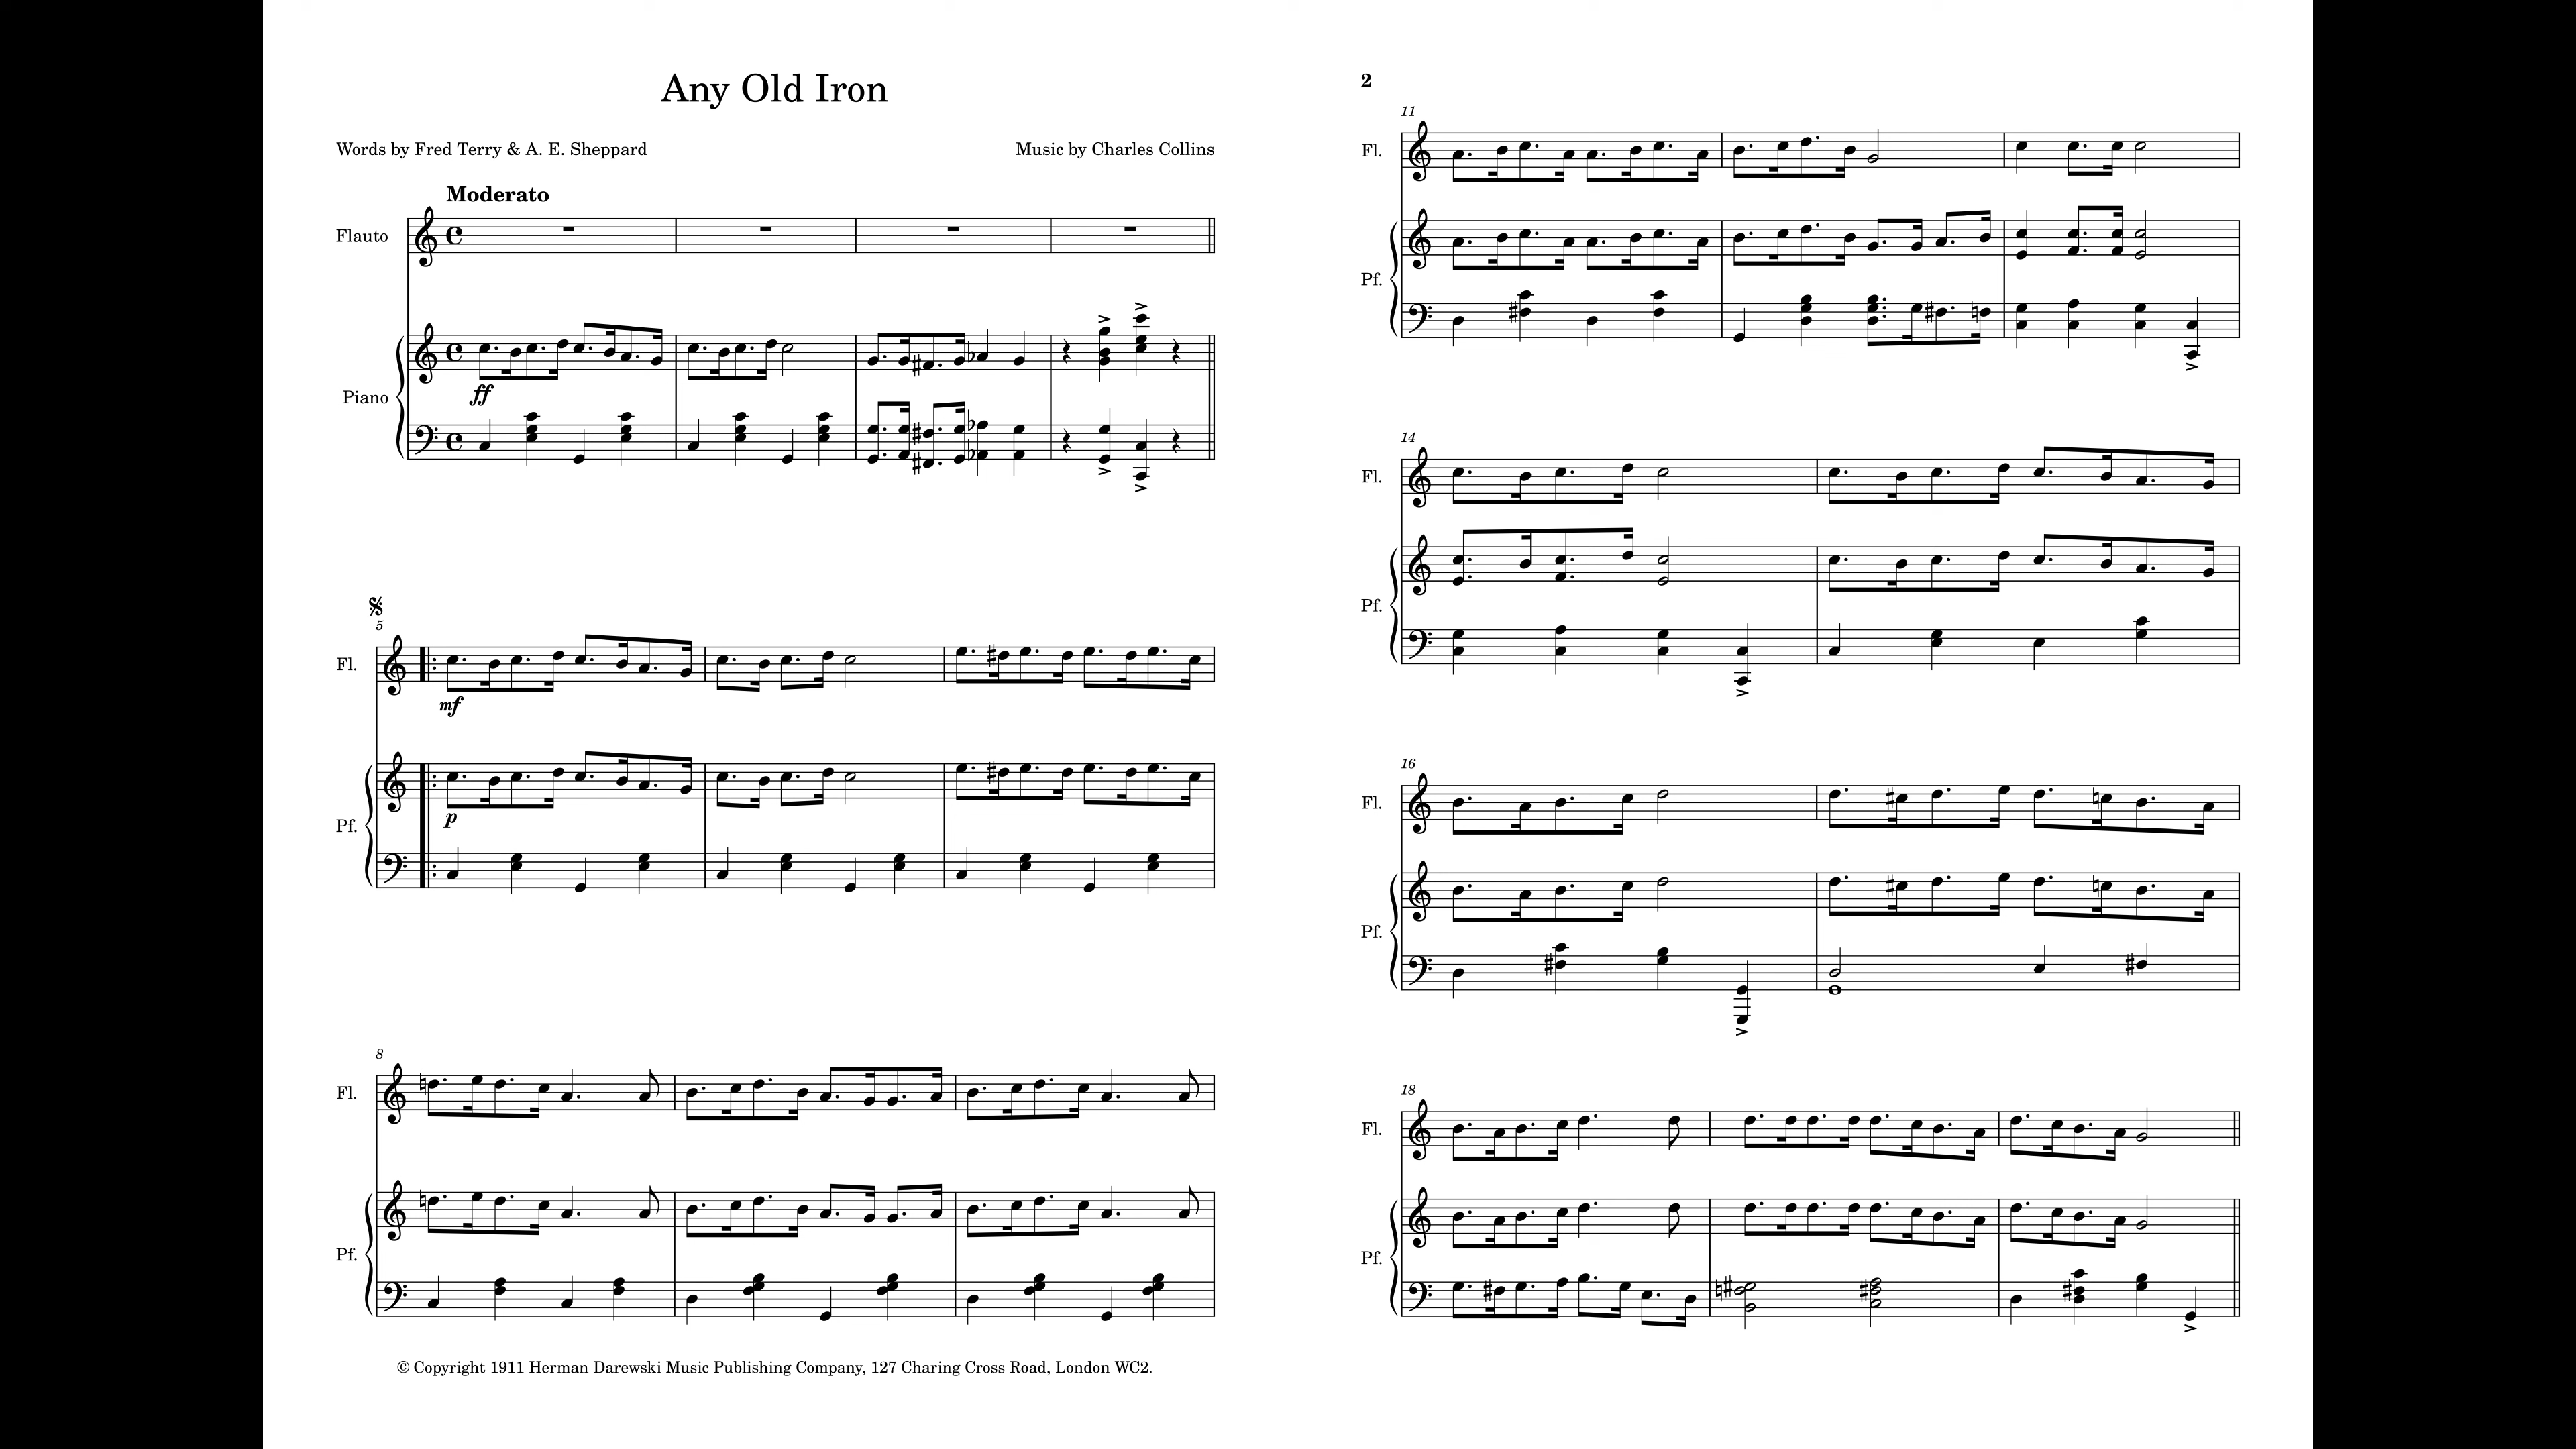 Any Old Iron
Words by Fred Terry & A. E. Sheppard
Music by Charles Collins
Moderato
Flauto
ff
Piano
5
Fl.
mf
p
Pf.
8
Fl.
Pf.
© Copyright 1911 Herman Darewski Music Publishing Company, 127 Charing Cross Road, London WC2.
2
11
Fl.
Pf.
14
Fl.
Pf.
16
Fl.
Pf.
18
Fl.
Pf.